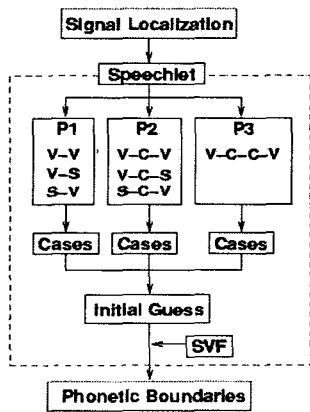 Signal Localization
Speechlet
P1 P2 P3
V-V V-C-V V-C-C-V
V-S V-C-S
S-V S-C-V
Cases Cases Cases
Initial Guess
SVF
Phonetic Boundaries